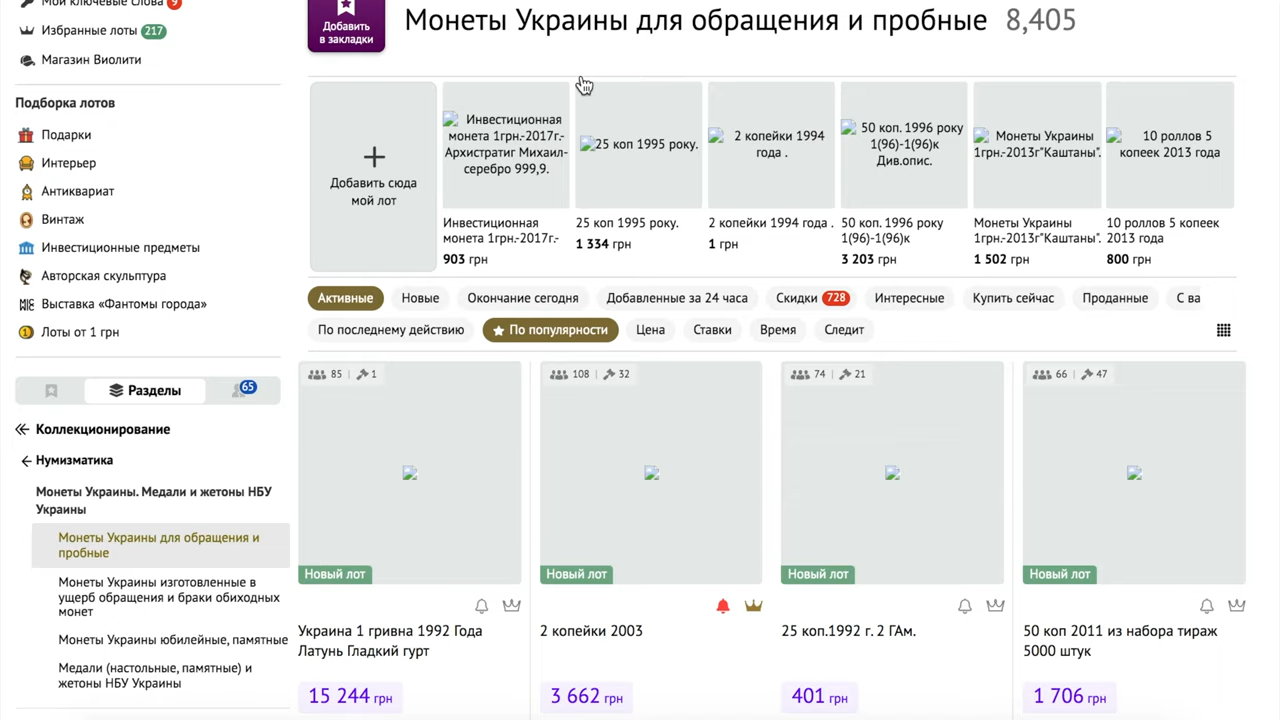 Мои ключевые слова 9
Избранные лоты 217
Магазин Виолити
Подборка лотов
Подарки
Интерьер
Антиквариат
Винтаж
Инвестиционные предметы
Авторская скульптура
Выставка «Фантомы города»
Лоты от 1 грн
Разделы
65
Коллекционирование
Нумизматика
Монеты Украины. Медали и жетоны НБУ
Украины
Монеты Украины для обращения и
пробные
Монеты Украины изготовленные в
ущерб обращения и браки обиходных
монет
Монеты Украины юбилейные, памятные
Медали (настольные, памятные) и
жетоны НБУ Украины
Добавить
в закладки
Монеты Украины для обращения и пробные 8,405
Добавить сюда
мой лот
Инвестиционная
монета 1грн.-2017г.-
Архистратиг Михаил-
серебро 999,9.
Инвестиционная
монета 1грн.-2017г.-
903 грн
25 коп 1995 року.
25 коп 1995 року.
1 334 грн
2 копейки 1994
года .
2 копейки 1994 года .
1 грн
50 коп. 1996 року
1(96)-1(96)к
Див.опис.
50 коп. 1996 року
1(96)-1(96)к
3 203 грн
Монеты Украины
1грн.-2013г"Каштаны".
Монеты Украины
1грн.-2013г"Каштаны".
1 502 грн
10 роллов 5
копеек 2013 года
10 роллов 5 копеек
2013 года
800 грн
Активные Новые Окончание сегодня Добавленные за 24 часа Скидки 728 Интересные Купить сейчас Проданные С ва
По последнему действию По популярности Цена Ставки Время Следит
85 | 1
Новый лот
Украина 1 гривна 1992 Года
Латунь Гладкий гурт
15 244 грн
108 | 32
Новый лот
2 копейки 2003
3 662 грн
74 | 21
Новый лот
25 коп.1992 г. 2 ГАм.
401 грн
66 | 47
Новый лот
50 коп 2011 из набора тираж
5000 штук
1 706 грн